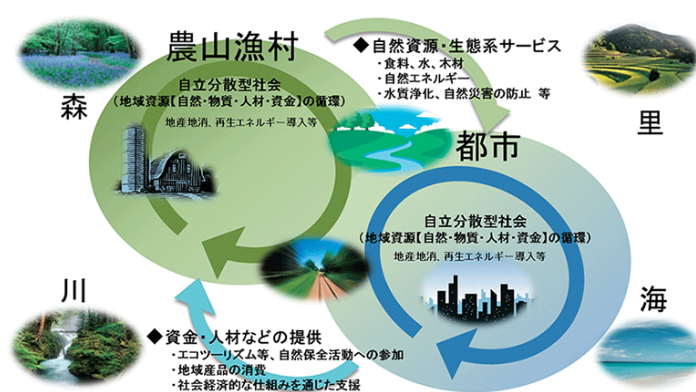 農山漁村
自立分散型社会
(地域資源【自然・物質・人材・資金】の循環)
地産地消、再生エネルギー導入等
森
◆自然資源・生態系サービス
・食料、水、木材
・自然エネルギー
・水質浄化、自然災害の防止 等
里
都市
自立分散型社会
(地域資源【自然・物質・人材・資金】の循環)
地産地消、再生エネルギー導入等
川
◆資金・人材などの提供
・エコツーリズム等、自然保全活動への参加
・地域産品の消費
・社会経済的な仕組みを通じた支援
海